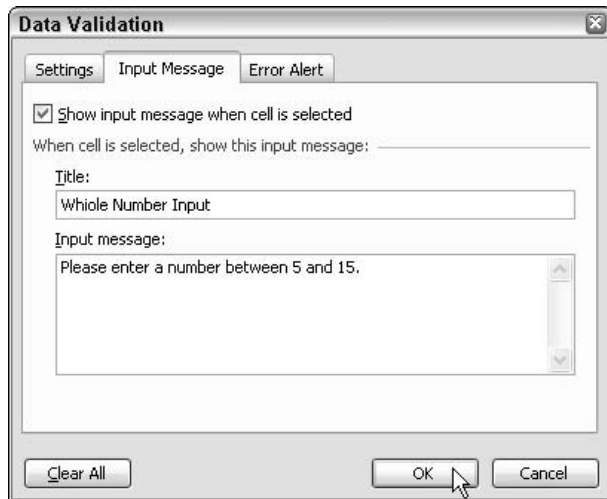 Data Validation
Settings Input Message Error Alert
Show input message when cell is selected
When cell is selected, show this input message:
Title:
Whiole Number Input
Input message:
Please enter a number between 5 and 15.
Clear All OK Cancel